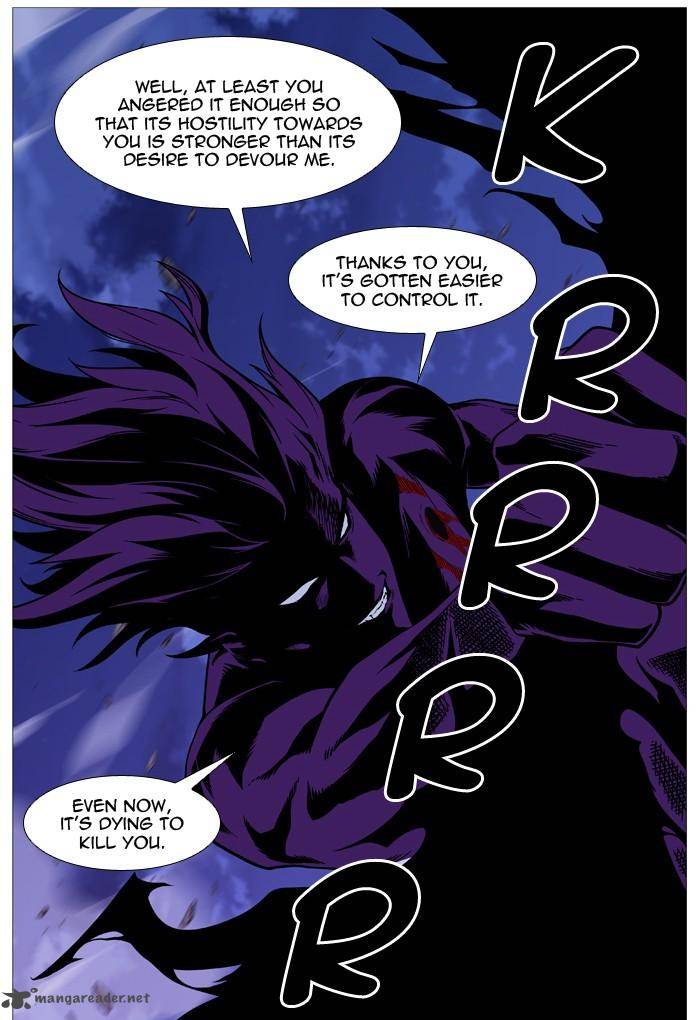 WELL, AT LEAST YOU
ANGERED IT ENOUGH SO
THAT ITS HOSTILITY TOWARDS
YOU IS STRONGER THAN ITS
DESIRE TO DEVOUR ME.
THANKS TO YOU,
IT'S GOTTEN EASIER
TO CONTROL IT.
K
R
R
R
R
EVEN NOW,
IT'S DYING TO
KILL YOU.
mangareader.net